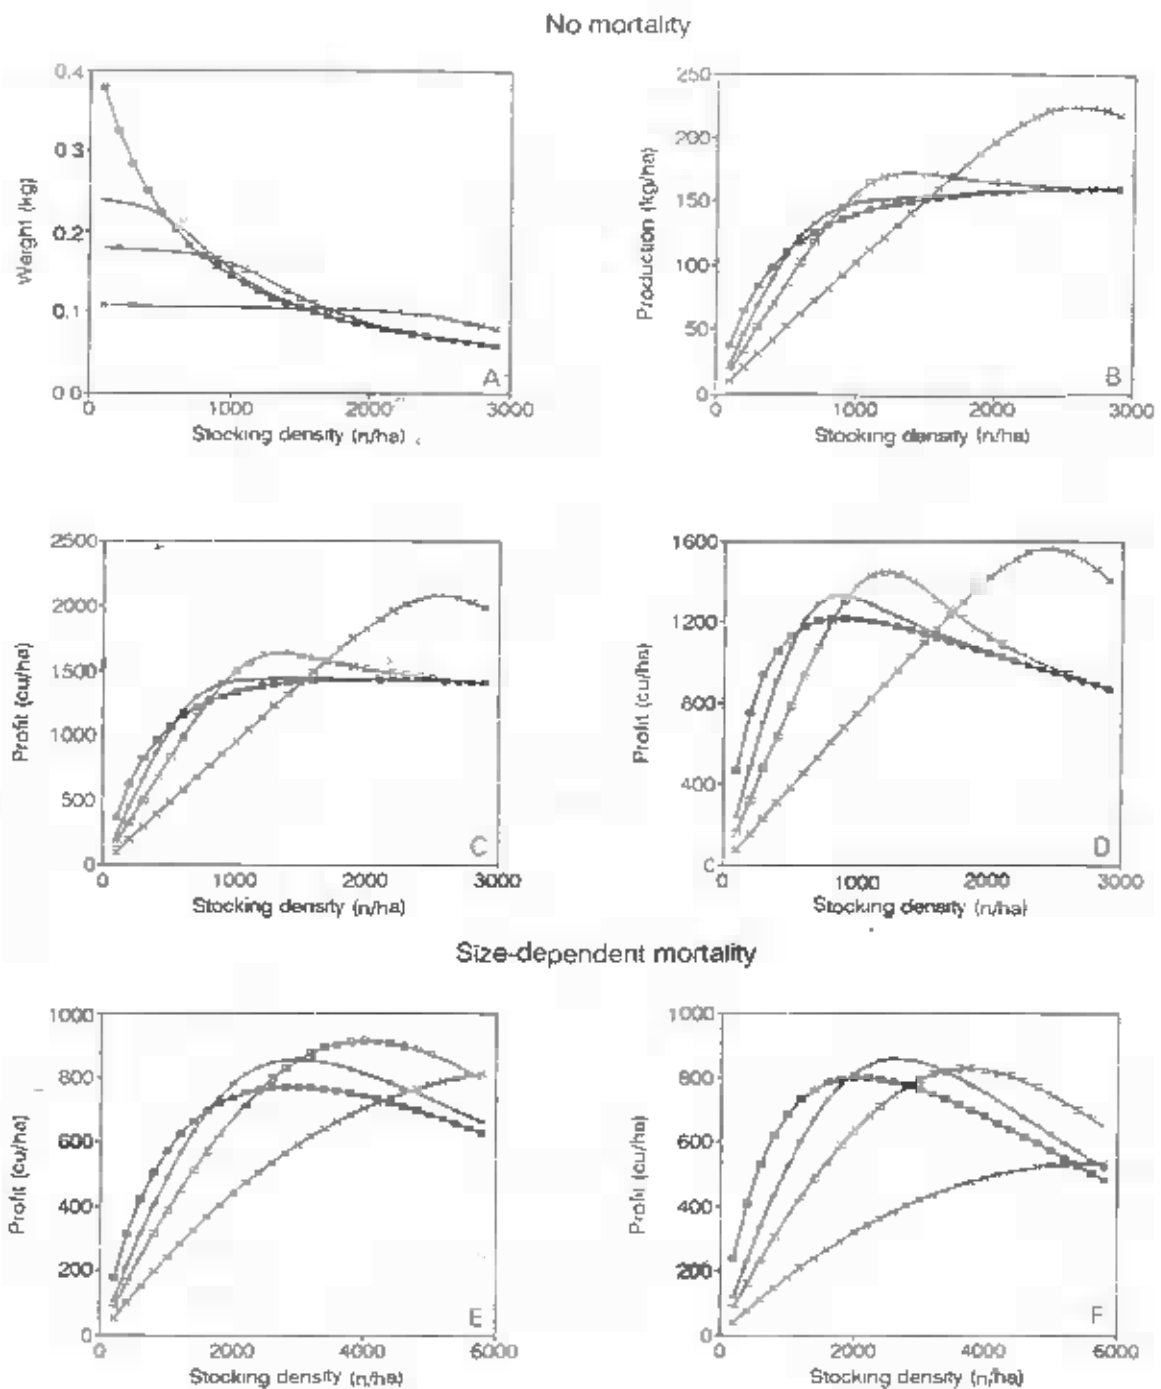 No mortality
0.4
0.3
0.2
0.1
0.0
Weight (kg)
A
0
1000
2000
3000
Stocking density (n/ha)
250
200
150
100
50
0
Production (kg/ha)
B
0
1000
2000
3000
Stocking density (n/ha)
2500
2000
1500
1000
500
0
Profit (cu/ha)
C
0
1000
2000
3000
Stocking density (n/ha)
1600
1200
800
400
0
Profit (cu/ha)
D
1000
2000
3000
Stocking density (n/ha)
Size-dependent mortality
1000
800
600
400
200
0
Profit (cu/ha)
E
0
2000
4000
6000
Stocking density (n/ha)
1000
800
600
400
200
0
Profit (cu/ha)
F
0
2000
4000
6000
Stocking density (n/ha)